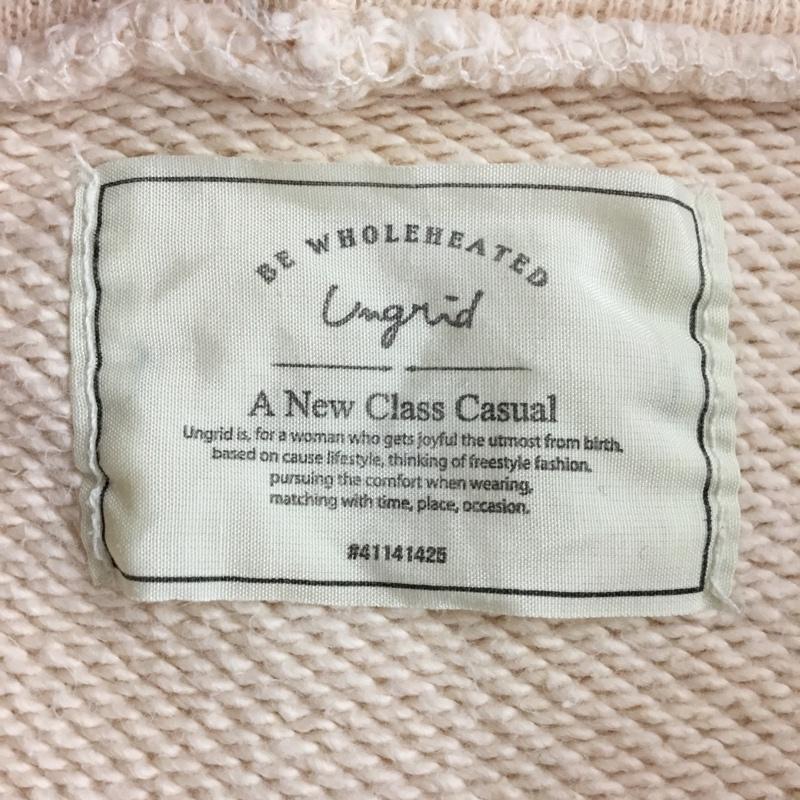 BE WHOLEHEATED
Ungrid
A New Class Casual
Ungrid is, for a woman who gets joyful the utmost from birth.
based on cause lifestyle, thinking of freestyle fashion.
pursuing the comfort when wearing,
matching with time, place, occasion.
#41141425